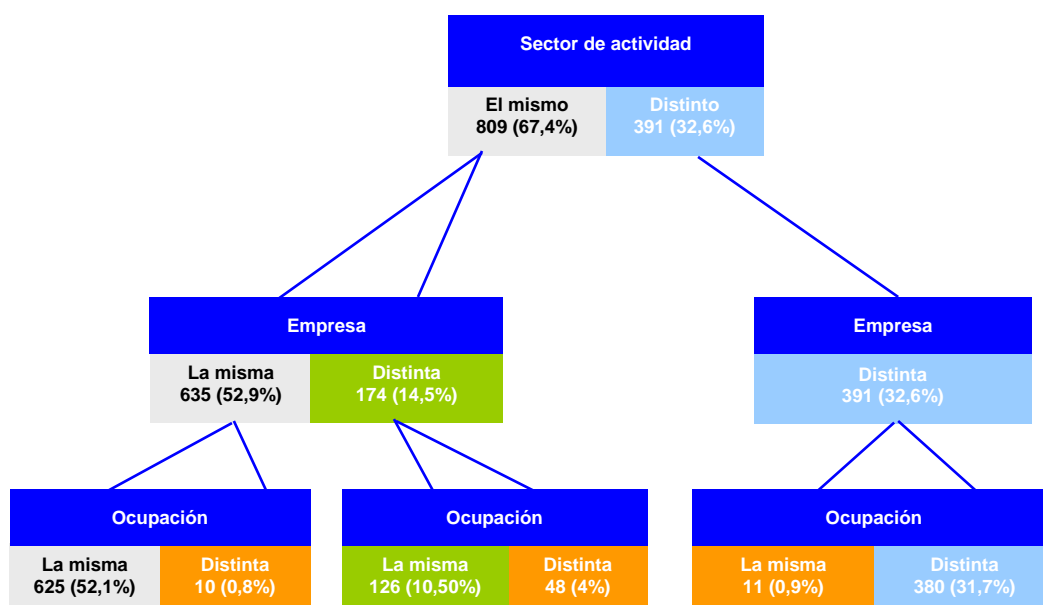 Sector de actividad
El mismo
809 (67,4%)
Distinto
391 (32,6%)
Empresa
La misma
635 (52,9%)
Distinta
174 (14,5%)
Empresa
Distinta
391 (32,6%)
Ocupación
La misma
625 (52,1%)
Distinta
10 (0,8%)
Ocupación
La misma
126 (10,50%)
Distinta
48 (4%)
Ocupación
La misma
11 (0,9%)
Distinta
380 (31,7%)